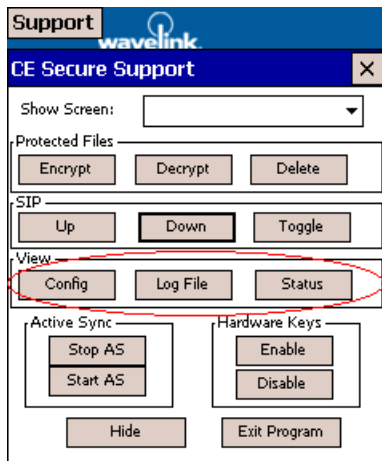 Support
wavelink.
CE Secure Support
Show Screen:
Protected Files
Encrypt Decrypt Delete
SIP
Up Down Toggle
View
Config Log File Status
Active Sync Hardware Keys
Stop AS Enable
Start AS Disable
Hide Exit Program